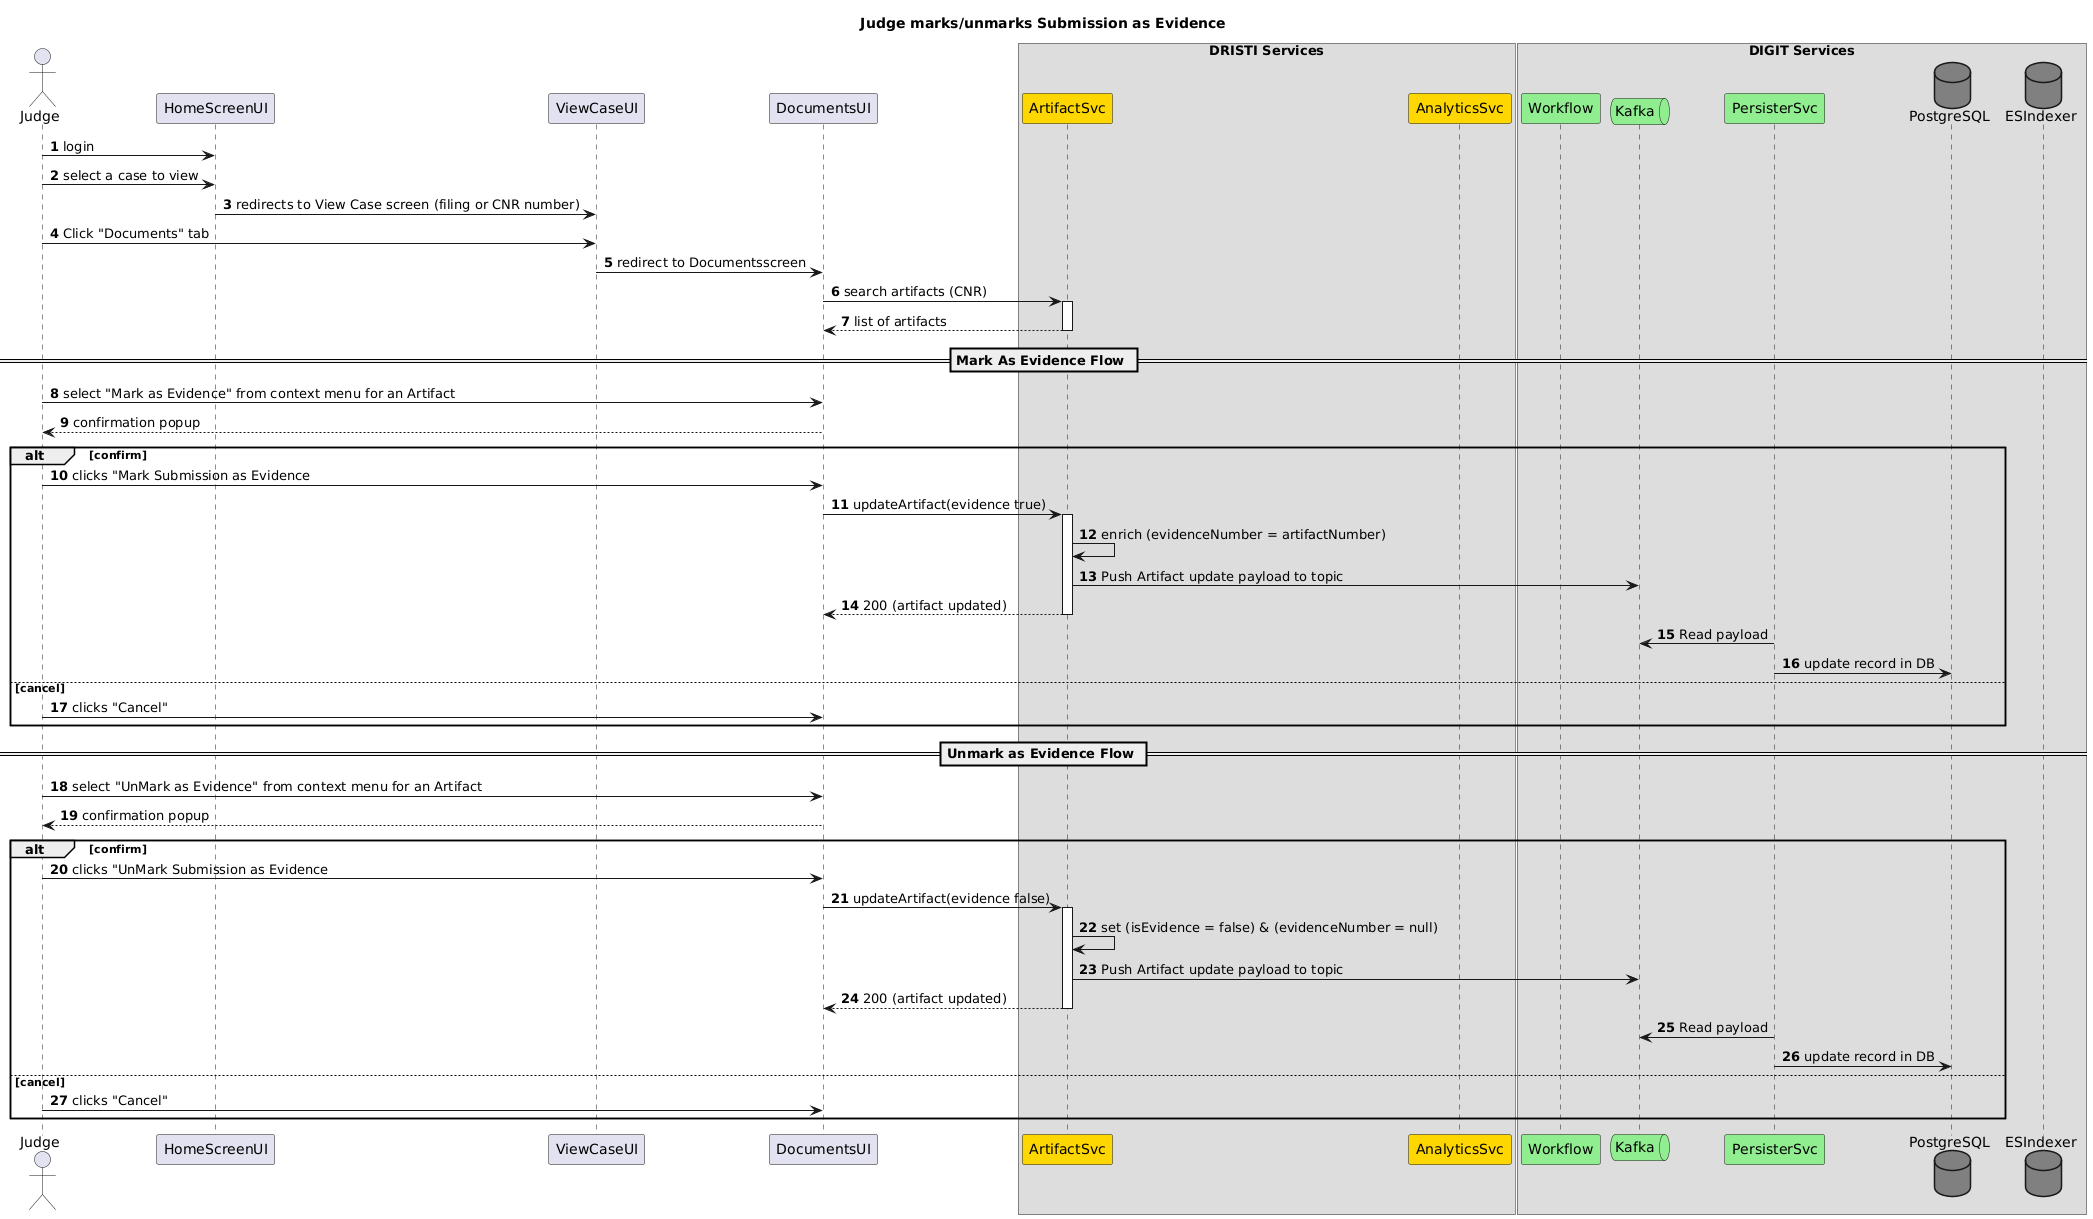 Judge marks/unmarks Submission as Evidence
DRISTI Services
DIGIT Services
Judge
HomeScreenUI
ViewCaseUI
DocumentsUI
ArtifactSvc
AnalyticsSvc
Workflow
Kafka
PersisterSvc
PostgreSQL
ESIndexer
1 login
2 select a case to view
3 redirects to View Case screen (filing or CNR number)
4 Click "Documents" tab
5 redirect to Documentsscreen
6 search artifacts (CNR)
7 list of artifacts
Mark As Evidence Flow
8 select "Mark as Evidence" from context menu for an Artifact
9 confirmation popup
alt [confirm]
10 clicks "Mark Submission as Evidence
11 updateArtifact(evidence true)
12 enrich (evidenceNumber = artifactNumber)
13 Push Artifact update payload to topic
14 200 (artifact updated)
15 Read payload
16 update record in DB
[cancel]
17 clicks "Cancel"
Unmark as Evidence Flow
18 select "UnMark as Evidence" from context menu for an Artifact
19 confirmation popup
alt [confirm]
20 clicks "UnMark Submission as Evidence
21 updateArtifact(evidence false)
22 set (isEvidence = false) & (evidenceNumber = null)
23 Push Artifact update payload to topic
24 200 (artifact updated)
25 Read payload
26 update record in DB
[cancel]
27 clicks "Cancel"
Judge
HomeScreenUI
ViewCaseUI
DocumentsUI
ArtifactSvc
AnalyticsSvc
Workflow
Kafka
PersisterSvc
PostgreSQL
ESIndexer